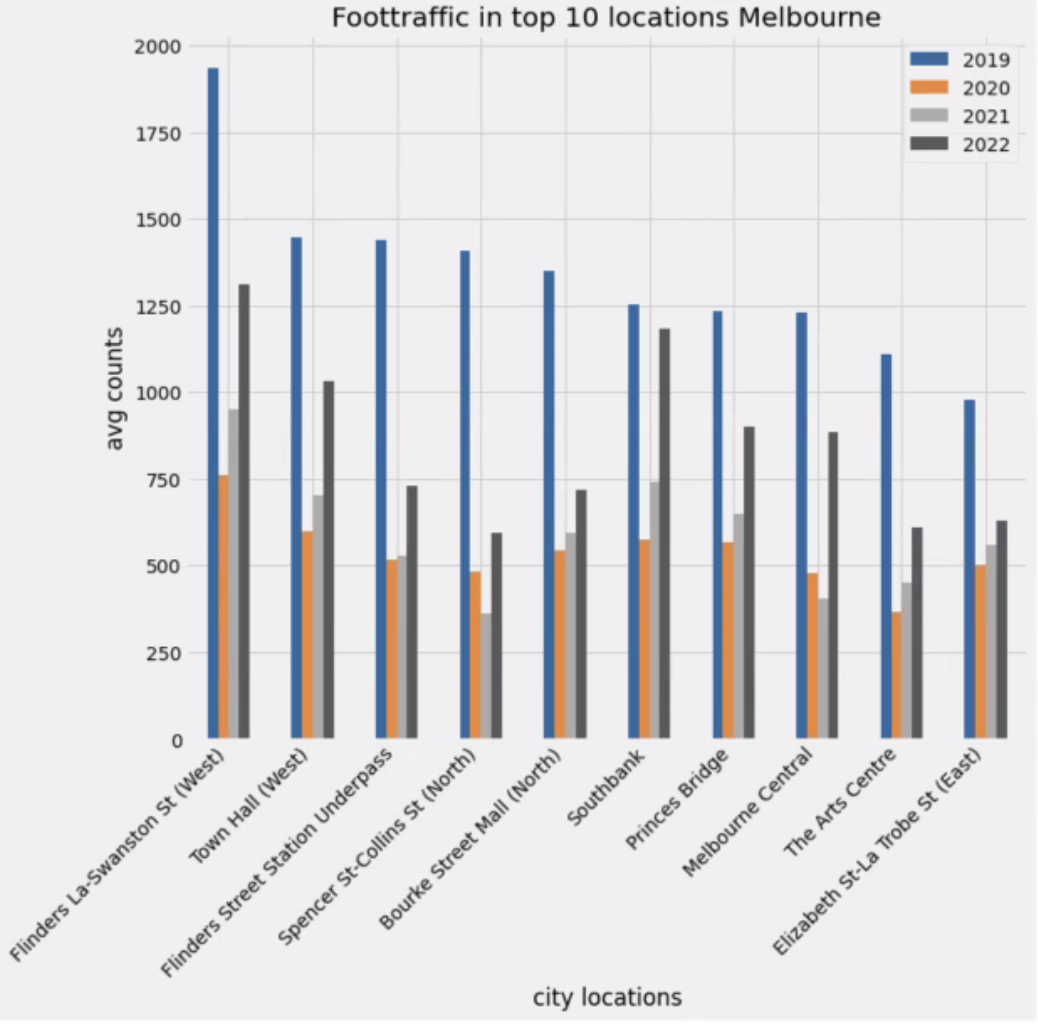 Foottraffic in top 10 locations Melbourne
2019
2020
2021
2022
2000
1750
1500
1250
1000
750
500
250
0
avg counts
Flinders La-Swanston St (West)
Town Hall (West)
Flinders Street Station Underpass
Spencer St-Collins St (North)
Bourke Street Mall (North)
Southbank
Princes Bridge
Melbourne Central
The Arts Centre
Elizabeth St-La Trobe St (East)
city locations